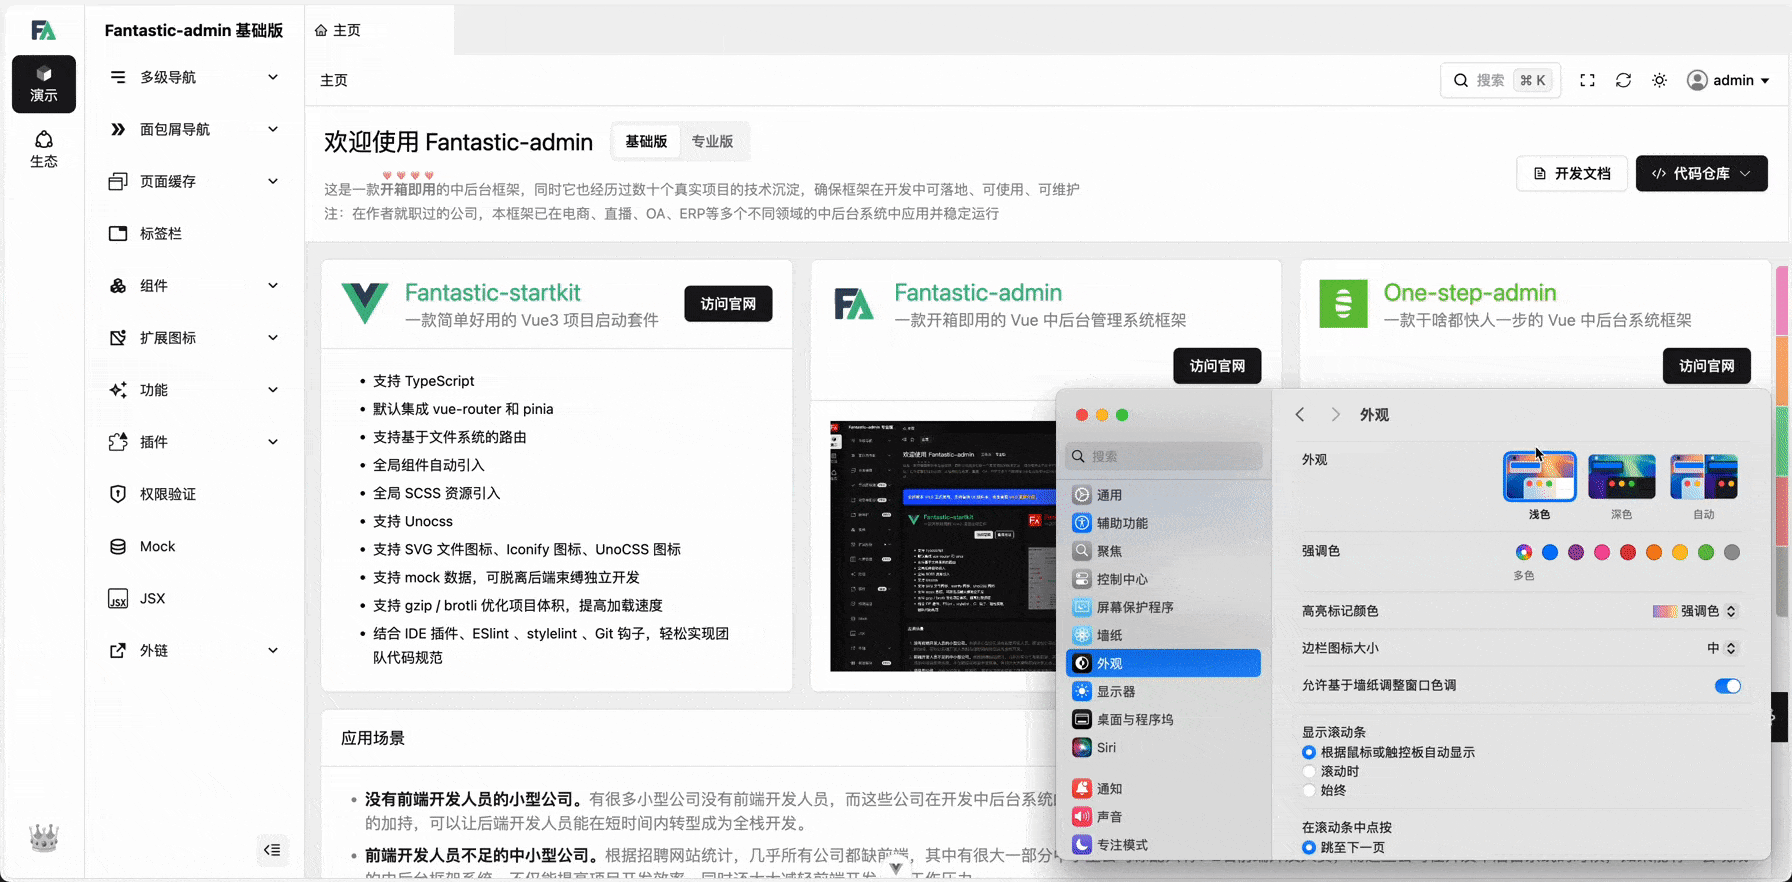 FA
Fantastic-admin 基础版
主页
演示
生态
多级导航
面包屑导航
页面缓存
标签栏
组件
扩展图标
功能
插件
权限验证
Mock
JSX
JSX
外链
主页
搜索 ⌘ K
admin
欢迎使用 Fantastic-admin
基础版 专业版
这是一款开箱即用的中后台框架，同时它也经历过数十个真实项目的技术沉淀，确保框架在开发中可落地、可使用、可维护
注：在作者就职过的公司，本框架已在电商、直播、OA、ERP等多个不同领域的中后台系统中应用并稳定运行
开发文档
代码仓库
Fantastic-startkit
一款简单好用的 Vue3 项目启动套件
访问官网
• 支持 TypeScript
• 默认集成 vue-router 和 pinia
• 支持基于文件系统的路由
• 全局组件自动引入
• 全局 SCSS 资源引入
• 支持 Unocss
• 支持 SVG 文件图标、Iconify 图标、UnoCSS 图标
• 支持 mock 数据，可脱离后端束缚独立开发
• 支持 gzip / brotli 优化项目体积，提高加载速度
• 结合 IDE 插件、ESlint 、stylelint 、Git 钩子，轻松实现团
队代码规范
FA
Fantastic-admin
一款开箱即用的 Vue 中后台管理系统框架
访问官网
欢迎使用 Fantastic-admin
Fantastic-startkit
One-step-admin
一款干啥都快人一步的 Vue 中后台系统框架
访问官网
应用场景
• 没有前端开发人员的小型公司。有很多小型公司没有前端开发人员，而这些公司在开发中后台系统
的加持，可以让后端开发人员能在短时间内转型成为全栈开发。
• 前端开发人员不足的中小型公司。根据招聘网站统计，几乎所有公司都缺前端，其中有很大一部分
搜索
通用
辅助功能
聚焦
控制中心
屏幕保护程序
墙纸
外观
显示器
桌面与程序坞
Siri
通知
声音
专注模式
外观
外观
浅色 深色 自动
强调色
多色
高亮标记颜色 强调色
边栏图标大小 中
允许基于墙纸调整窗口色调
显示滚动条
根据鼠标或触控板自动显示
滚动时
始终
在滚动条中点按
跳至下一页